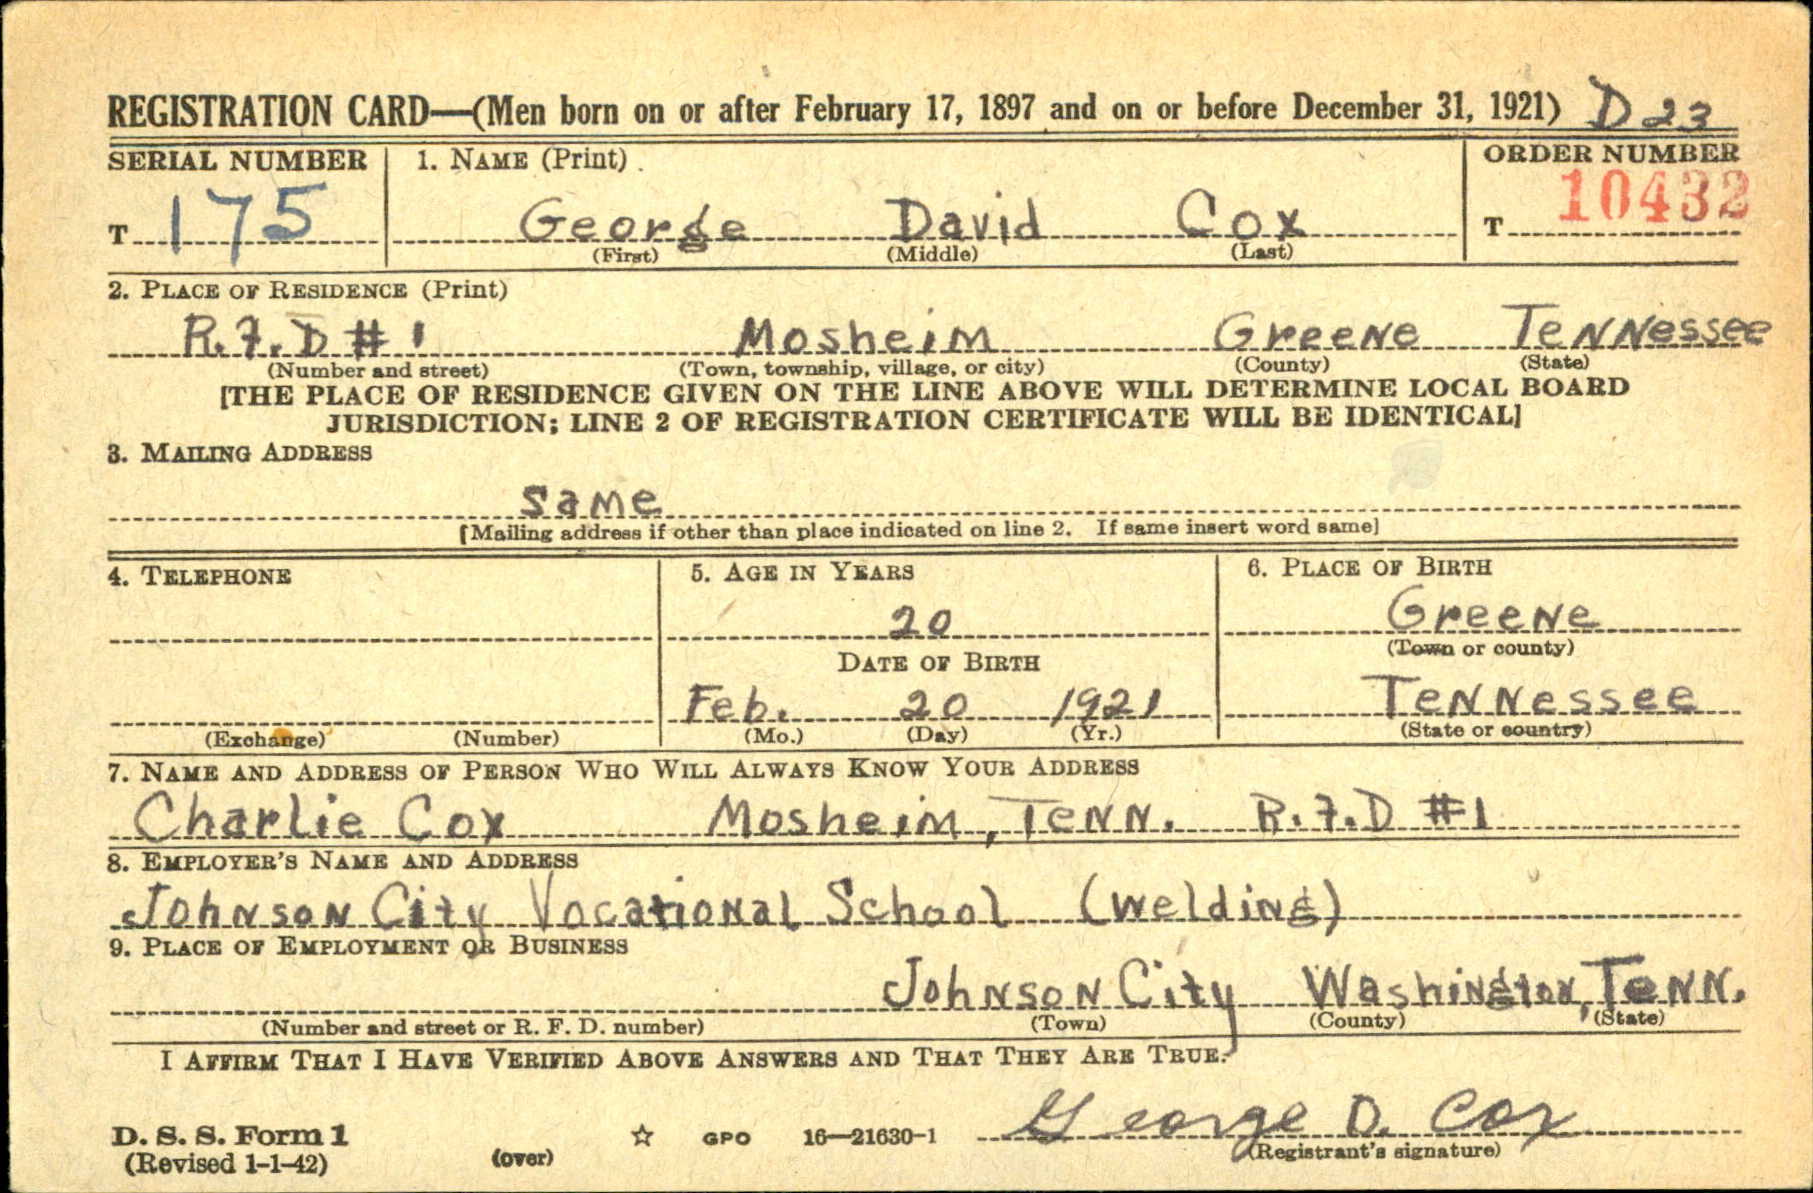 REGISTRATION CARD—(Men born on or after February 17, 1897 and on or before December 31, 1921) D 23
SERIAL NUMBER 1. NAME (Print) ORDER NUMBER
T 175 George David Cox T 10432
(First) (Middle) (Last)
2. PLACE OF RESIDENCE (Print)
R.F.D # 1 Mosheim Greene Tennessee
(Number and street) (Town, township, village, or city) (County) (State)
[THE PLACE OF RESIDENCE GIVEN ON THE LINE ABOVE WILL DETERMINE LOCAL BOARD
JURISDICTION; LINE 2 OF REGISTRATION CERTIFICATE WILL BE IDENTICAL]
3. MAILING ADDRESS
Same
[Mailing address if other than place indicated on line 2. If same insert word same]
4. TELEPHONE 5. AGE IN YEARS 6. PLACE OF BIRTH
20 Greene
(Town or county)
DATE OF BIRTH
Feb. 20 1921 Tennessee
(Exchange) (Number) (Mo.) (Day) (Yr.) (State or country)
7. NAME AND ADDRESS OF PERSON WHO WILL ALWAYS KNOW YOUR ADDRESS
Charlie Cox Mosheim, Tenn. R.F.D #1
8. EMPLOYER'S NAME AND ADDRESS
Johnson City Vocational School (welding)
9. PLACE OF EMPLOYMENT OR BUSINESS
Johnson City Washington, Tenn.
(Number and street or R. F. D. number) (Town) (County) (State)
I AFFIRM THAT I HAVE VERIFIED ABOVE ANSWERS AND THAT THEY ARE TRUE.
George D. Cox
D. S. S. Form 1 ☆ GPO 16—21630-1
(Revised 1-1-42) (over) (Registrant's signature)